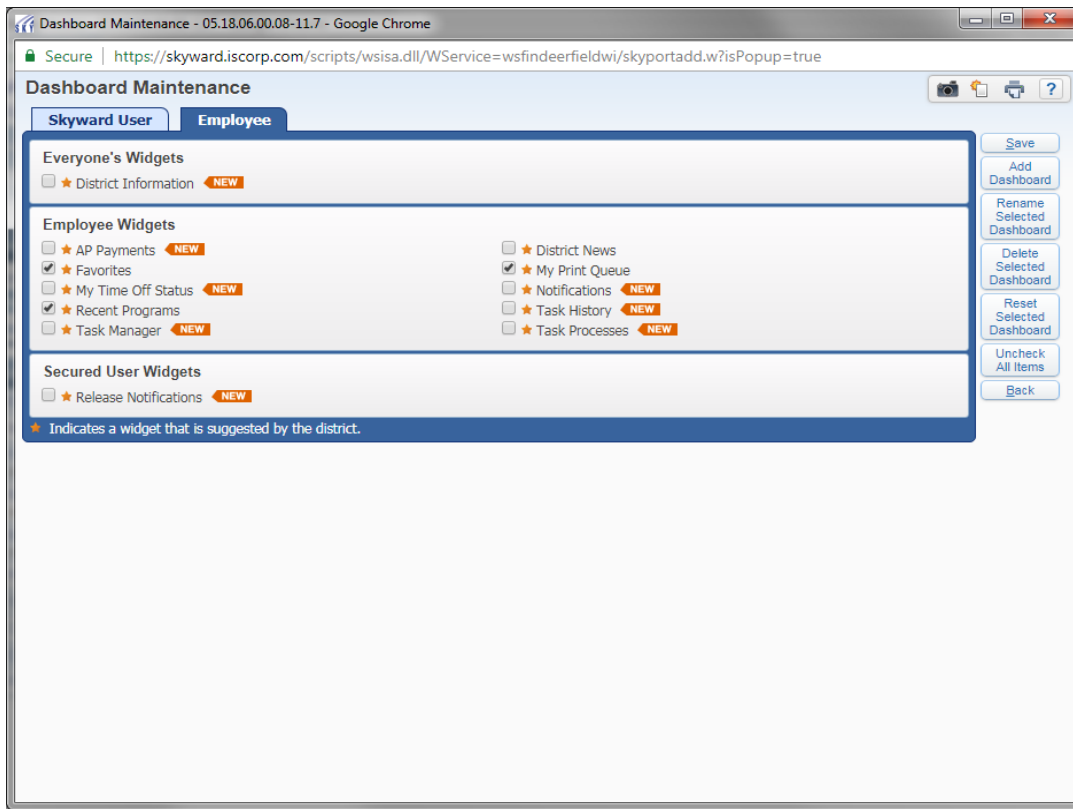 Dashboard Maintenance - 05.18.06.00.08-11.7 - Google Chrome
Secure | https://skyward.iscorp.com/scripts/wsisa.dll/WService=wsfindeerfieldwi/skyportadd.w?isPopup=true
Dashboard Maintenance
?
Skyward User
Employee
Everyone's Widgets
District Information NEW
Employee Widgets
AP Payments NEW
District News
Favorites
My Print Queue
My Time Off Status NEW
Notifications NEW
Recent Programs
Task History NEW
Task Manager NEW
Task Processes NEW
Secured User Widgets
Release Notifications NEW
Indicates a widget that is suggested by the district.
Save
Add
Dashboard
Rename
Selected
Dashboard
Delete
Selected
Dashboard
Reset
Selected
Dashboard
Uncheck
All Items
Back